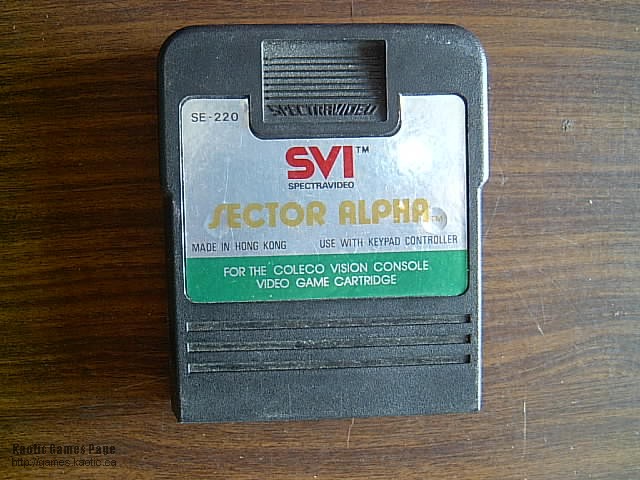 SPECTRAVIDEO
SE-220
SVI™
SPECTRAVIDEO
SECTOR ALPHA™
MADE IN HONG KONG USE WITH KEYPAD CONTROLLER
FOR THE COLECO VISION CONSOLE
VIDEO GAME CARTRIDGE
Kaotic Games Page
http://games.kaotic.ca